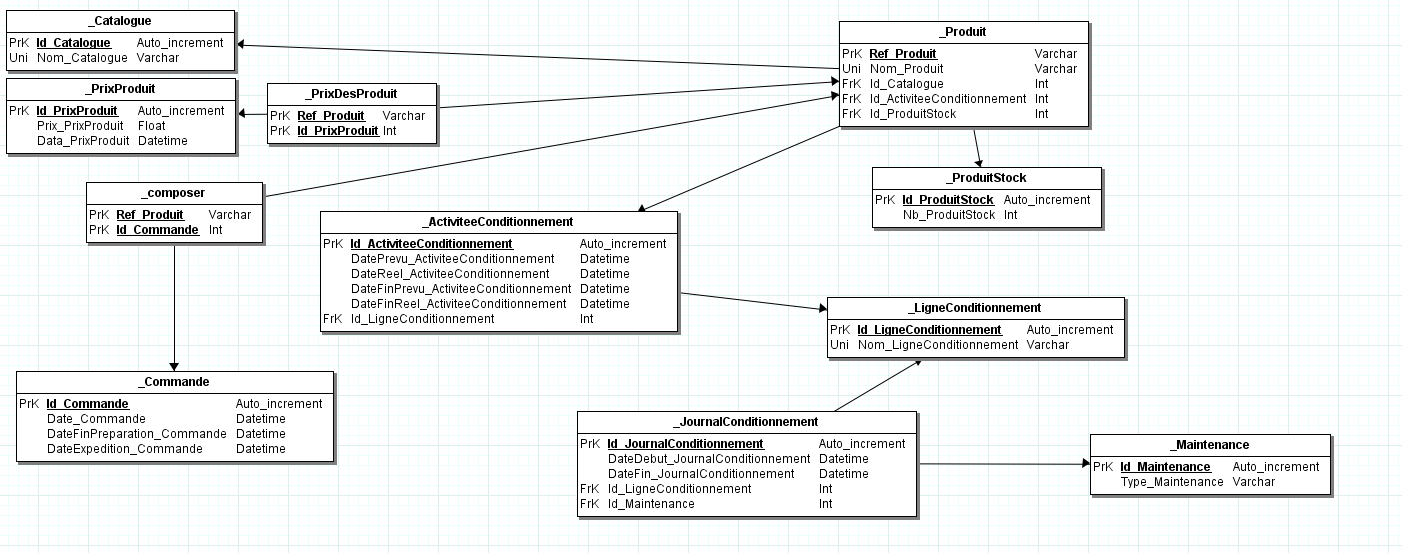 _Catalogue
PrK Id_Catalogue Auto_increment
Uni Nom_Catalogue Varchar
_PrixProduit
PrK Id_PrixProduit Auto_increment
Prix_PrixProduit Float
Data_PrixProduit Datetime
_PrixDesProduit
PrK Ref_Produit Varchar
PrK Id_PrixProduit Int
_Produit
PrK Ref_Produit Varchar
Uni Nom_Produit Varchar
FrK Id_Catalogue Int
FrK Id_ActiviteeConditionnement Int
FrK Id_ProduitStock Int
_composer
PrK Ref_Produit Varchar
PrK Id_Commande Int
_ProduitStock
PrK Id_ProduitStock Auto_increment
Nb_ProduitStock Int
_ActiviteeConditionnement
PrK Id_ActiviteeConditionnement Auto_increment
DatePrevu_ActiviteeConditionnement Datetime
DateReel_ActiviteeConditionnement Datetime
DateFinPrevu_ActiviteeConditionnement Datetime
DateFinReel_ActiviteeConditionnement Datetime
FrK Id_LigneConditionnement Int
_LigneConditionnement
PrK Id_LigneConditionnement Auto_increment
Uni Nom_LigneConditionnement Varchar
_Commande
PrK Id_Commande Auto_increment
Date_Commande Datetime
DateFinPreparation_Commande Datetime
DateExpedition_Commande Datetime
_JournalConditionnement
PrK Id_JournalConditionnement Auto_increment
DateDebut_JournalConditionnement Datetime
DateFin_JournalConditionnement Datetime
FrK Id_LigneConditionnement Int
FrK Id_Maintenance Int
_Maintenance
PrK Id_Maintenance Auto_increment
Type_Maintenance Varchar